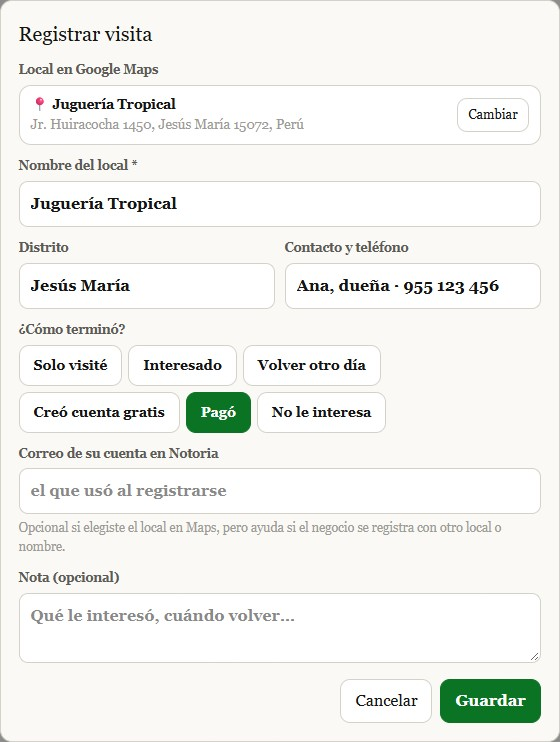 Registrar visita
Local en Google Maps
Juguería Tropical
Jr. Huiracocha 1450, Jesús María 15072, Perú
Cambiar
Nombre del local *
Juguería Tropical
Distrito
Contacto y teléfono
Jesús María
Ana, dueña · 955 123 456
¿Cómo terminó?
Solo visité
Interesado
Volver otro día
Creó cuenta gratis
Pagó
No le interesa
Correo de su cuenta en Notoria
el que usó al registrarse
Opcional si elegiste el local en Maps, pero ayuda si el negocio se registra con otro local o
nombre.
Nota (opcional)
Qué le interesó, cuándo volver...
Cancelar
Guardar